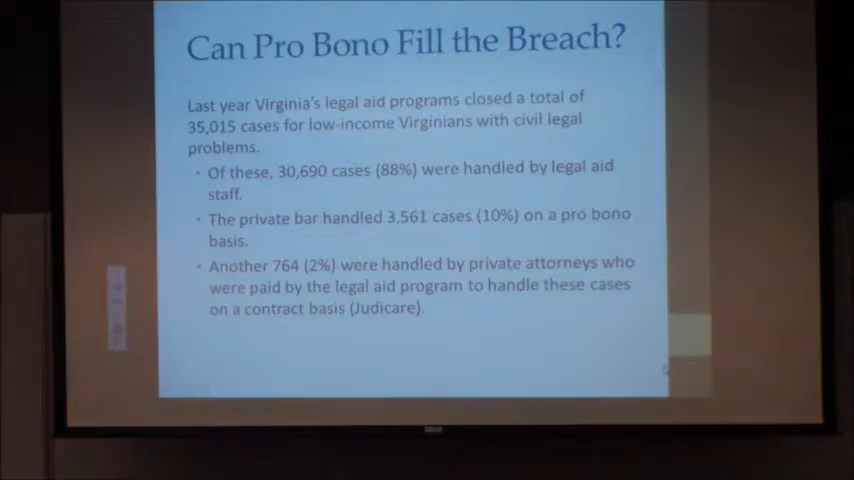 Can Pro Bono Fill the Breach?
Last year Virginia's legal aid programs closed a total of
35,015 cases for low-income Virginians with civil legal
problems.
• Of these, 30,690 cases (88%) were handled by legal aid
staff.
• The private bar handled 3,561 cases (10%) on a pro bono
basis.
• Another 764 (2%) were handled by private attorneys who
were paid by the legal aid program to handle these cases
on a contract basis (Judicare).